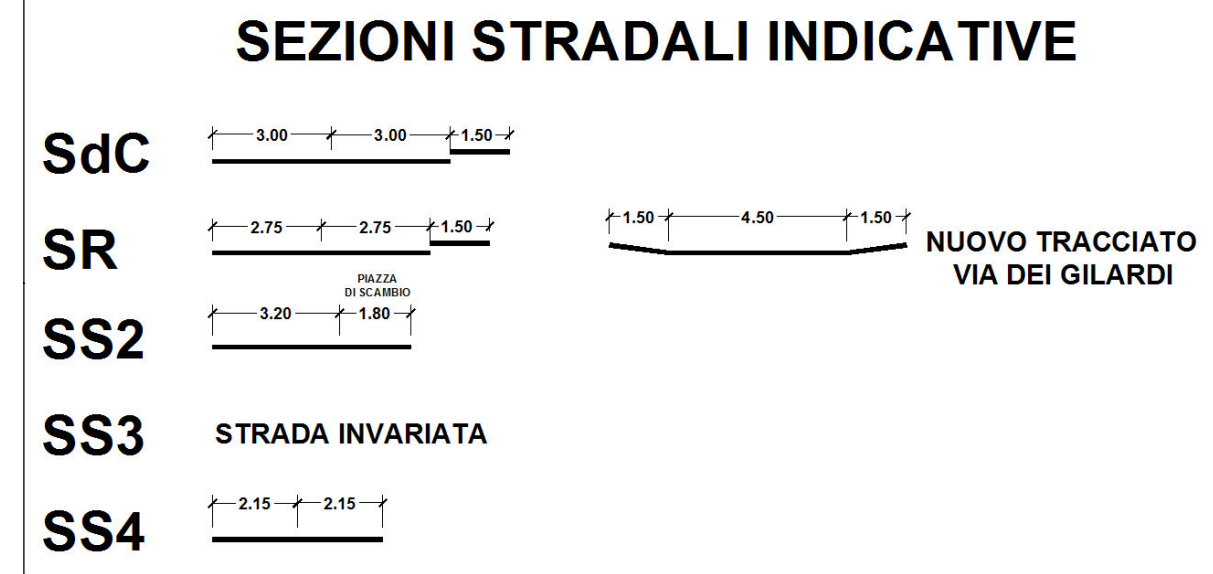 SEZIONI STRADALI INDICATIVE
SdC 3.00 3.00 1.50
SR 2.75 2.75 1.50
1.50 4.50 1.50 NUOVO TRACCIATO
VIA DEI GILARDI
PIAZZA
DI SCAMBIO
SS2 3.20 1.80
SS3 STRADA INVARIATA
SS4 2.15 2.15